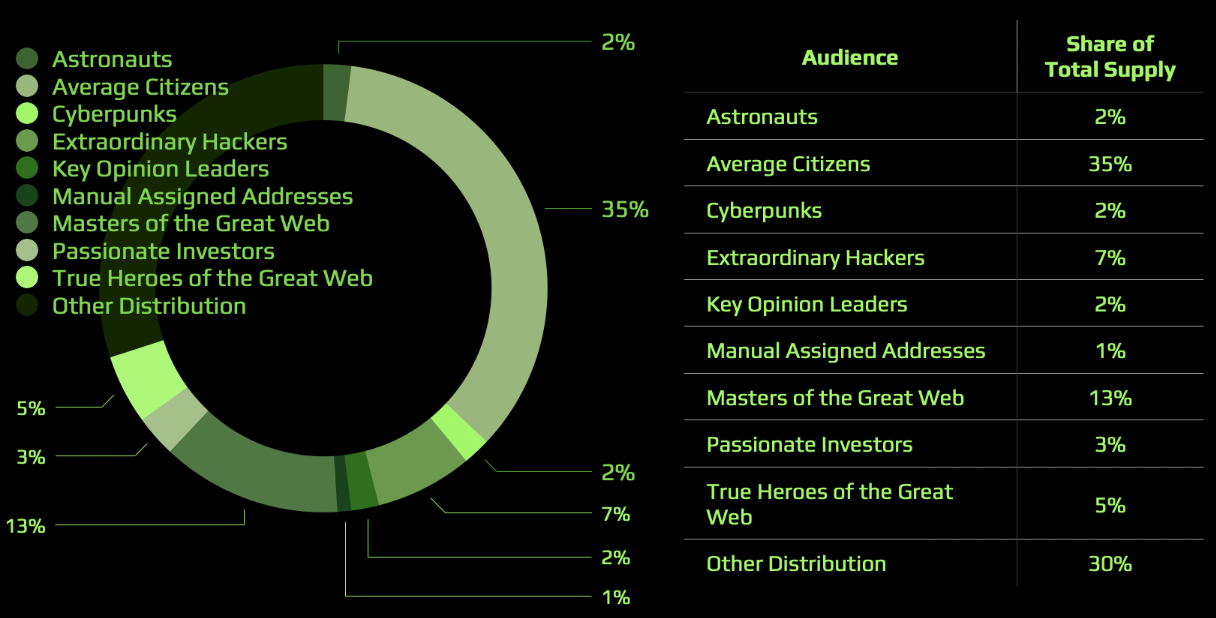 Astronauts
Average Citizens
Cyberpunks
Extraordinary Hackers
Key Opinion Leaders
Manual Assigned Addresses
Masters of the Great Web
Passionate Investors
True Heroes of the Great Web
Other Distribution
2%
35%
2%
7%
2%
1%
13%
3%
5%
Audience
Share of
Total Supply
Astronauts 2%
Average Citizens 35%
Cyberpunks 2%
Extraordinary Hackers 7%
Key Opinion Leaders 2%
Manual Assigned Addresses 1%
Masters of the Great Web 13%
Passionate Investors 3%
True Heroes of the Great
Web
5%
Other Distribution 30%